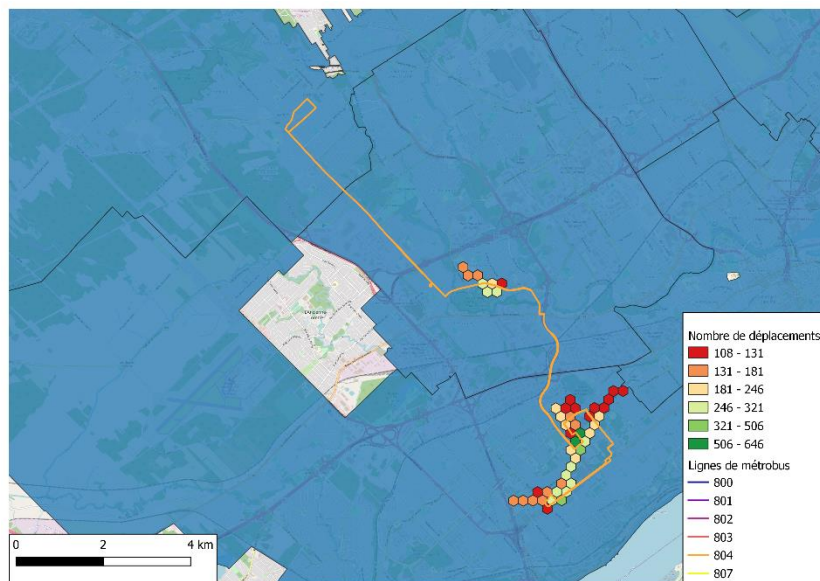 Nombre de déplacements
108 - 131
131 - 181
181 - 246
246 - 321
321 - 506
506 - 646
Lignes de métrobus
800
801
802
803
804
807
0 2 4 km